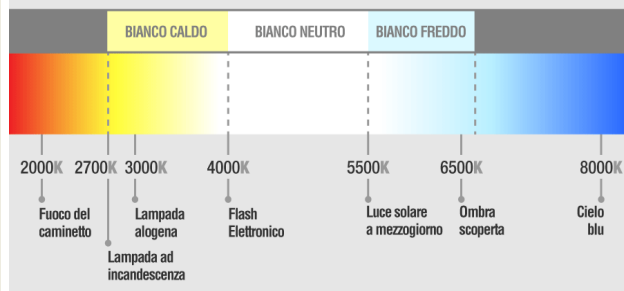 BIANCO CALDO BIANCO NEUTRO BIANCO FREDDO
2000K 2700K 3000K 4000K 5500K 6500K 8000K
Fuoco del
caminetto
Lampada ad
incandescenza
Lampada
alogena
Flash
Elettronico
Luce solare
a mezzogiorno
Ombra
scoperta
Cielo
blu